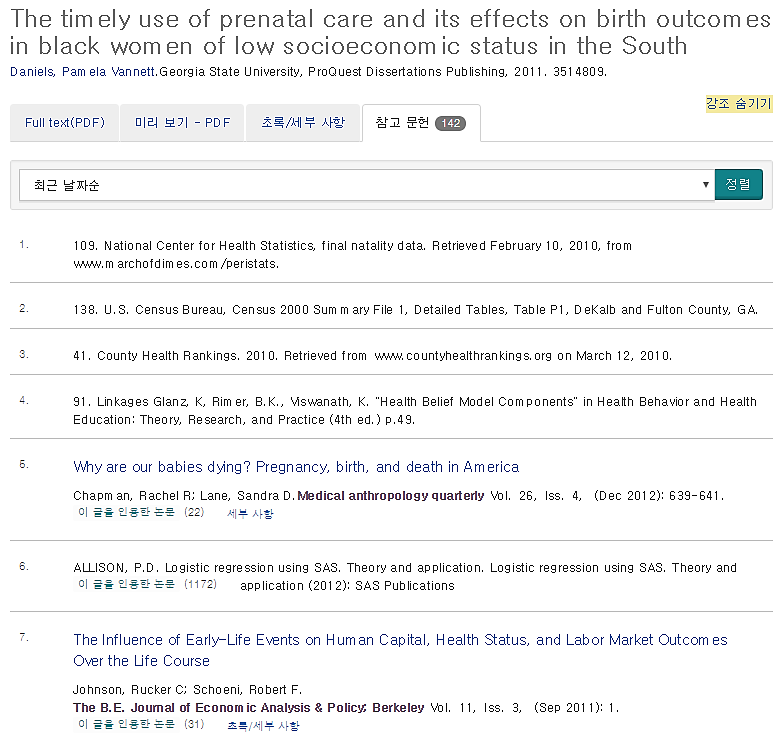 The timely use of prenatal care and its effects on birth outcomes
in black women of low socioeconomic status in the South
Daniels, Pamela Vannett.Georgia State University, ProQuest Dissertations Publishing, 2011. 3514809.
강조 숨기기
Full text(PDF) 미리 보기 - PDF 초록/세부 사항 참고 문헌 142
최근 날짜순 ▼ 정렬
1. 109. National Center for Health Statistics, final natality data. Retrieved February 10, 2010, from
www.marchofdimes.com/peristats.
2. 138. U.S. Census Bureau, Census 2000 Summary File 1, Detailed Tables, Table P1, DeKalb and Fulton County, GA.
3. 41. County Health Rankings. 2010. Retrieved from www.countyhealthrankings.org on March 12, 2010.
4. 91. Linkages Glanz, K, Rimer, B.K., Viswanath, K. "Health Belief Model Components" in Health Behavior and Health
Education: Theory, Research, and Practice (4th ed.) p.49.
5. Why are our babies dying? Pregnancy, birth, and death in America
Chapman, Rachel R; Lane, Sandra D. Medical anthropology quarterly Vol. 26, Iss. 4, (Dec 2012): 639-641.
이 글을 인용한 논문 (22) 세부 사항
6. ALLISON, P.D. Logistic regression using SAS. Theory and application. Logistic regression using SAS. Theory and
이 글을 인용한 논문 (1172) application (2012): SAS Publications
7. The Influence of Early-Life Events on Human Capital, Health Status, and Labor Market Outcomes
Over the Life Course
Johnson, Rucker C; Schoeni, Robert F.
The B.E. Journal of Economic Analysis & Policy; Berkeley Vol. 11, Iss. 3, (Sep 2011): 1.
이 글을 인용한 논문 (31) 초록/세부 사항